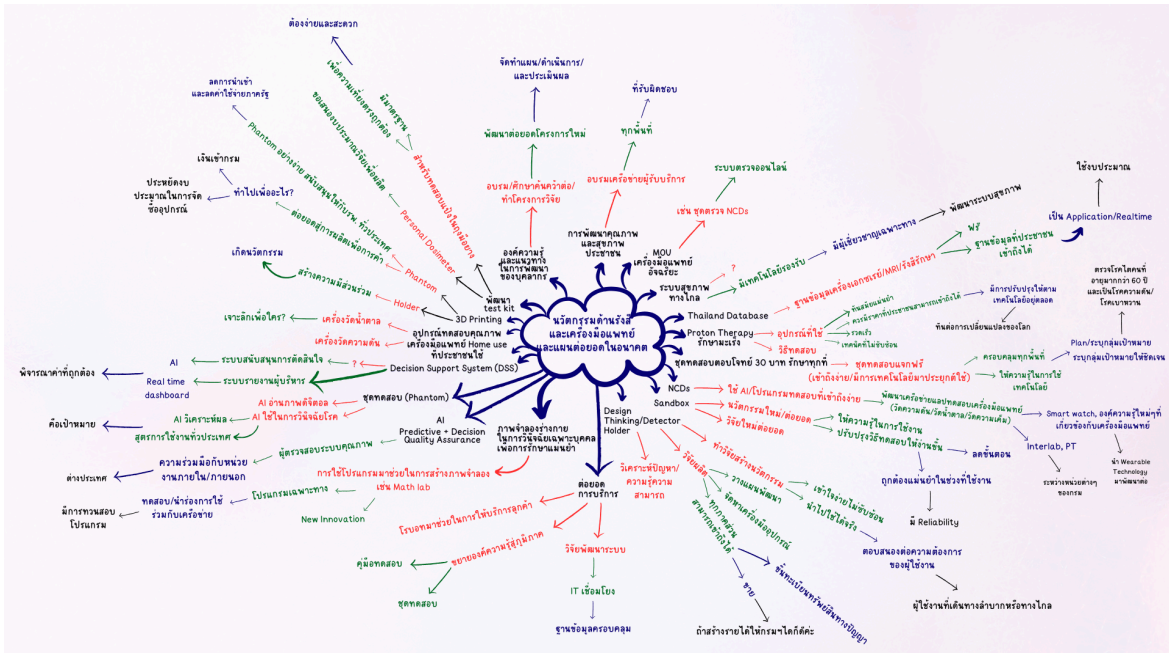 นวัตกรรมด้านรังสี
และเครื่องมือแพทย์
และแผนต่อยอดในอนาคต
ต้องง่ายและสะดวก
เพื่อความเที่ยงตรงถูกต้อง
มีมาตรฐาน
สำหรับทดสอบแป้งในถุงมือยาง
ขอเสนองบประมาณวิจัยเพื่อผลิต
Personal Dosimeter
พัฒนา
test kit
ลดการนำเข้า
และลดค่าใช้จ่ายภาครัฐ
Phantom อย่างง่าย สนับสนุนให้กับรพ. ทั่วประเทศ
เงินเข้ากรม
ประหยัดงบ
ประมาณในการจัด
ซื้ออุปกรณ์
ทำไปเพื่ออะไร?
ต่อยอดสู่การผลิตเพื่อการค้า
Phantom
เกิดนวัตกรรม
สร้างความมีส่วนร่วม
Holder
3D Printing
เจาะลึกเพื่อใคร?
เครื่องวัดน้ำตาล
เครื่องวัดความดัน
อุปกรณ์ทดสอบคุณภาพ
เครื่องมือแพทย์ Home use
ที่ประชาชนใช้
จัดทำแผน/ดำเนินการ/
และประเมินผล
พัฒนาต่อยอดโครงการใหม่
อบรม/ศึกษาค้นคว้าต่อ/
ทำโครงการวิจัย
องค์ความรู้
และแนวทาง
ในการพัฒนา
ของบุคลากร
ที่รับผิดชอบ
ทุกพื้นที่
อบรมเครือข่ายผู้รับบริการ
การพัฒนาคุณภาพ
และสุขภาพ
ประชาชน
ระบบตรวจออนไลน์
เช่น ชุดตรวจ NCDs
MOU
เครื่องมือแพทย์
อัจฉริยะ
ระบบสุขภาพ
ทางไกล
?
มีเทคโนโลยีรองรับ
มีผู้เชี่ยวชาญเฉพาะทาง
พัฒนาระบบสุขภาพ
Thailand Database
ฐานข้อมูลเครื่องเอกซเรย์/MRI/รังสีรักษา
ฟรี
ฐานข้อมูลที่ประชาชน
เข้าถึงได้
เป็น Application/Realtime
ใช้งบประมาณ
Proton Therapy
รักษามะเร็ง
อุปกรณ์ที่ใช้
ทันสมัยแม่นยำ
ควรมีราคาที่ประชาชนสามารถเข้าถึงได้
รวดเร็ว
วิธีทดสอบ
เทคนิคที่ไม่ซับซ้อน
มีการปรับปรุงให้ตาม
เทคโนโลยีอยู่ตลอด
ทันต่อการเปลี่ยนแปลงของโลก
ชุดทดสอบตอบโจทย์ 30 บาท รักษาทุกที่
ชุดทดสอบแจกฟรี
(เข้าถึงง่าย/มีการเทคโนโลยีมาประยุกต์ใช้)
ครอบคลุมทุกพื้นที่
ให้ความรู้ในการใช้
เทคโนโลยี
Plan/ระบุกลุ่มเป้าหมาย
ระบุกลุ่มเป้าหมายให้ชัดเจน
ตรวจโรคไตคนที่
อายุมากกว่า 60 ปี
และเป็นโรคความดัน/
โรคเบาหวาน
NCDs
ใช้ AI/โปรแกรมทดสอบที่เข้าถึงง่าย
พัฒนาเครือข่ายแลปทดสอบเครื่องมือแพทย์
(วัดความดัน/วัดน้ำตาล/วัดความเค็ม)
Smart watch, องค์ความรู้ใหม่ๆที่
เกี่ยวข้องกับเครื่องมือแพทย์
นำ Wearable
Technology
มาพัฒนาต่อ
Interlab, PT
ระหว่างหน่วยต่างๆ
ของกรม
Sandbox
นวัตกรรมใหม่/ต่อยอด
วิจัยใหม่ต่อยอด
ให้ความรู้ในการใช้งาน
ปรับปรุงวิธีทดสอบให้งานขึ้น
ลดขั้นตอน
ถูกต้องแม่นยำในช่วงที่ใช้งาน
มี Reliability
Design
Thinking/Detector
Holder
วิเคราะห์ปัญหา/
ความรู้ความ
สามารถ
วิจัยผลิต
ทำวิจัยสร้างนวัตกรรม
เข้าใจง่ายไม่ซับซ้อน
นำไปใช้ได้จริง
ตอบสนองต่อความต้องการ
ของผู้ใช้งาน
ผู้ใช้งานที่เดินทางลำบากหรือทางไกล
วางแผนพัฒนา
จัดหาเครื่องมืออุปกรณ์
ทุกภาคส่วน
สามารถเข้าถึงได้
ขึ้นทะเบียนทรัพย์สินทางปัญญา
ขาย
ถ้าสร้างรายได้ให้กรมฯได้ก็ดีค่ะ
Decision Support System (DSS)
?
ระบบสนับสนุนการตัดสินใจ
AI
ระบบรายงานผู้บริหาร
Real time
dashboard
พิจารณาค่าที่ถูกต้อง
ชุดทดสอบ (Phantom)
AI อ่านภาพดิจิตอล
AI
Predictive + Decision
Quality Assurance
AI ใช้ในการวินิจฉัยโรค
AI วิเคราะห์ผล
คือเป้าหมาย
สูตรการใช้งานทั่วประเทศ
ผู้ตรวจสอบระบบคุณภาพ
ความร่วมมือกับหน่วย
งานภายใน/ภายนอก
ต่างประเทศ
ภาพจำลองร่างกาย
ในการวินิจฉัยเฉพาะบุคคล
เพื่อการรักษาแม่นยำ
การใช้โปรแกรมมาช่วยในการสร้างภาพจำลอง
เช่น Math lab
โปรแกรมเฉพาะทาง
New Innovation
ทดสอบ/นำร่องการใช้
ร่วมกับเครือข่าย
มีการทวนสอบ
โปรแกรม
ต่อยอด
การบริการ
โรบอทมาช่วยในการให้บริการลูกค้า
ขยายองค์ความรู้สู่ภูมิภาค
คู่มือทดสอบ
ชุดทดสอบ
วิจัยพัฒนาระบบ
IT เชื่อมโยง
ฐานข้อมูลครอบคลุม